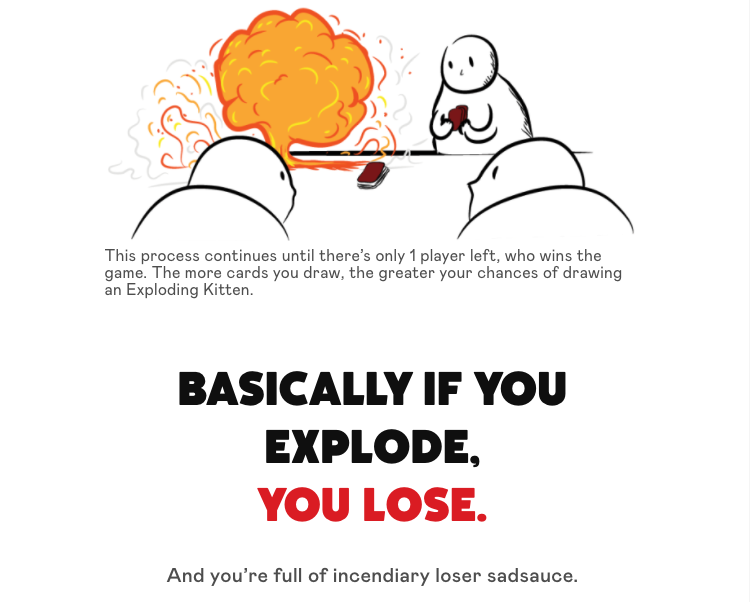 This process continues until there's only 1 player left, who wins the
game. The more cards you draw, the greater your chances of drawing
an Exploding Kitten.
BASICALLY IF YOU
EXPLODE,
YOU LOSE.
And you're full of incendiary loser sadsauce.